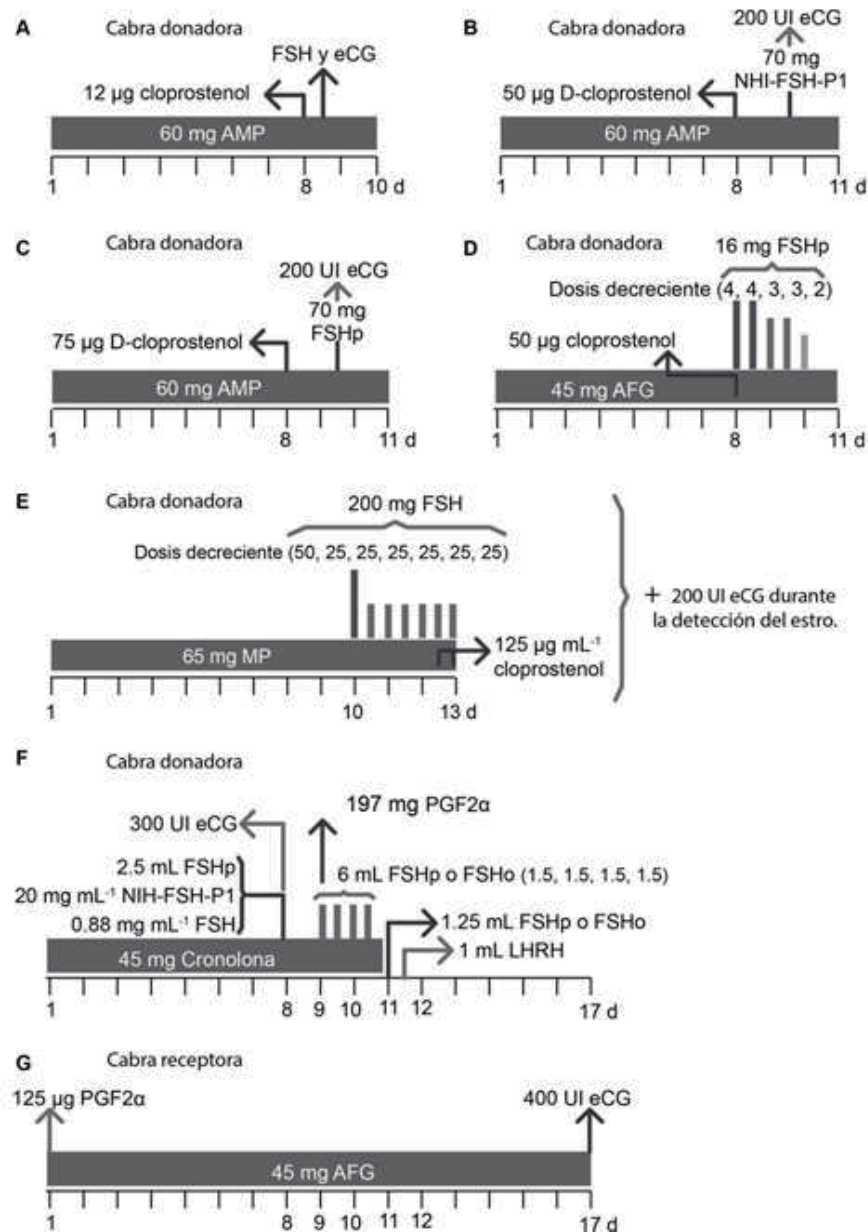 A Cabra donadora
FSH y eCG
12 µg cloprostenol
60 mg AMP
1 8 10 d
B Cabra donadora
200 UI eCG
70 mg
NHI-FSH-P1
50 µg D-cloprostenol
60 mg AMP
1 8 11 d
C Cabra donadora
200 UI eCG
70 mg
FSHp
75 µg D-cloprostenol
60 mg AMP
1 8 11 d
D Cabra donadora
16 mg FSHp
Dosis decreciente (4, 4, 3, 3, 2)
50 µg cloprostenol
45 mg AFG
1 8 11 d
E Cabra donadora
200 mg FSH
Dosis decreciente (50, 25, 25, 25, 25, 25, 25)
65 mg MP
125 µg mL⁻¹
cloprostenol
1 10 13 d
+ 200 UI eCG durante
la detección del estro.
F Cabra donadora
197 mg PGF2α
300 UI eCG
2.5 mL FSHp
20 mg mL⁻¹ NIH-FSH-P1
0.88 mg mL⁻¹ FSH
6 mL FSHp o FSHo (1.5, 1.5, 1.5, 1.5)
1.25 mL FSHp o FSHo
1 mL LHRH
45 mg Cronolona
1 8 9 10 11 12 17 d
G Cabra receptora
125 µg PGF2α
400 UI eCG
45 mg AFG
1 8 9 10 11 12 17 d